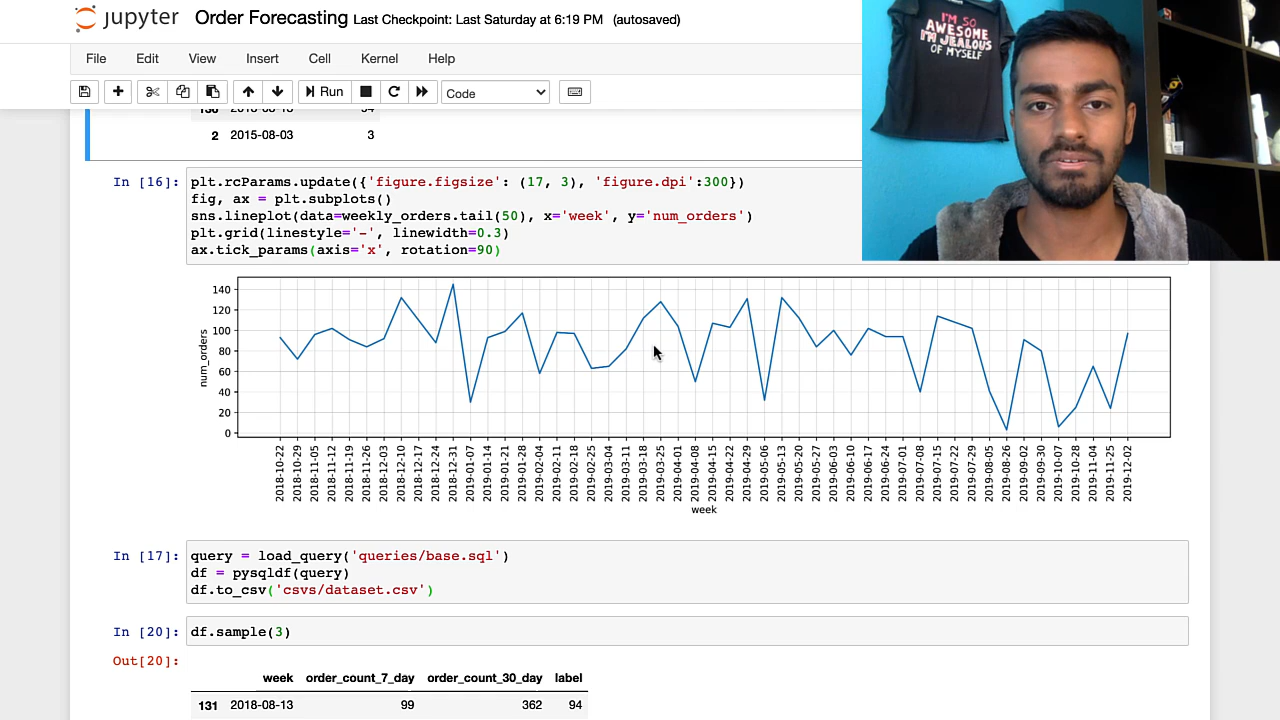 jupyter Order Forecasting Last Checkpoint: Last Saturday at 6:19 PM (autosaved)
I'M SO
AWESOME
I'M JEALOUS
OF MYSELF
File Edit View Insert Cell Kernel Help
Run Code
2 2015-08-03 3
In [16]: plt.rcParams.update({'figure.figsize': (17, 3), 'figure.dpi':300})
fig, ax = plt.subplots()
sns.lineplot(data=weekly_orders.tail(50), x='week', y='num_orders')
plt.grid(linestyle='-', linewidth=0.3)
ax.tick_params(axis='x', rotation=90)
num_orders
140
120
100
80
60
40
20
0
2018-10-22
2018-10-29
2018-11-05
2018-11-12
2018-11-19
2018-11-26
2018-12-03
2018-12-10
2018-12-17
2018-12-24
2018-12-31
2019-01-07
2019-01-14
2019-01-21
2019-01-28
2019-02-04
2019-02-11
2019-02-18
2019-02-25
2019-03-04
2019-03-11
2019-03-18
2019-03-25
2019-04-01
2019-04-08
2019-04-15
2019-04-22
2019-04-29
2019-05-06
2019-05-13
2019-05-20
2019-05-27
2019-06-03
2019-06-10
2019-06-17
2019-06-24
2019-07-01
2019-07-08
2019-07-15
2019-07-22
2019-07-29
2019-08-05
2019-08-26
2019-09-02
2019-09-30
2019-10-07
2019-10-28
2019-11-04
2019-11-25
2019-12-02
week
In [17]: query = load_query('queries/base.sql')
df = pysqldf(query)
df.to_csv('csvs/dataset.csv')
In [20]: df.sample(3)
Out[20]:
week order_count_7_day order_count_30_day label
131 2018-08-13 99 362 94